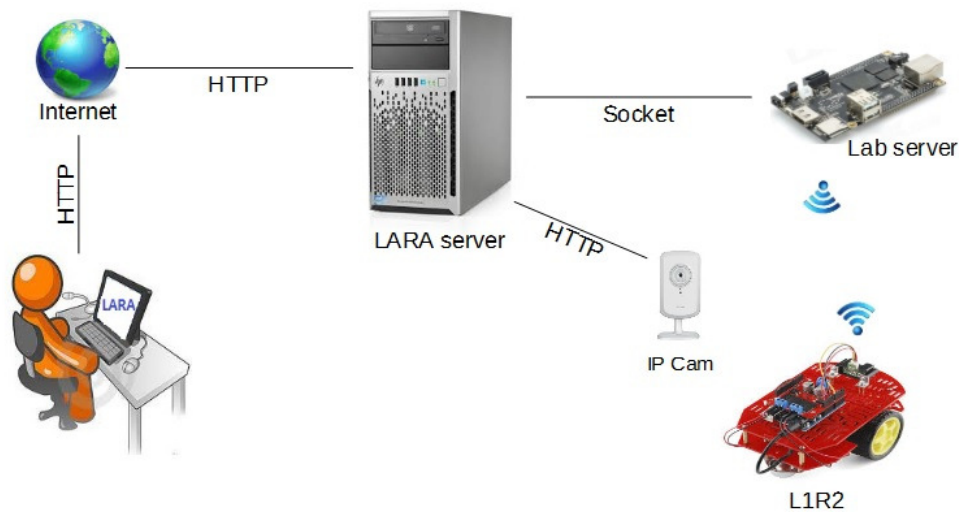 Internet
HTTP
HTTP
LARA server
Socket
Lab server
HTTP
IP Cam
LARA
L1R2